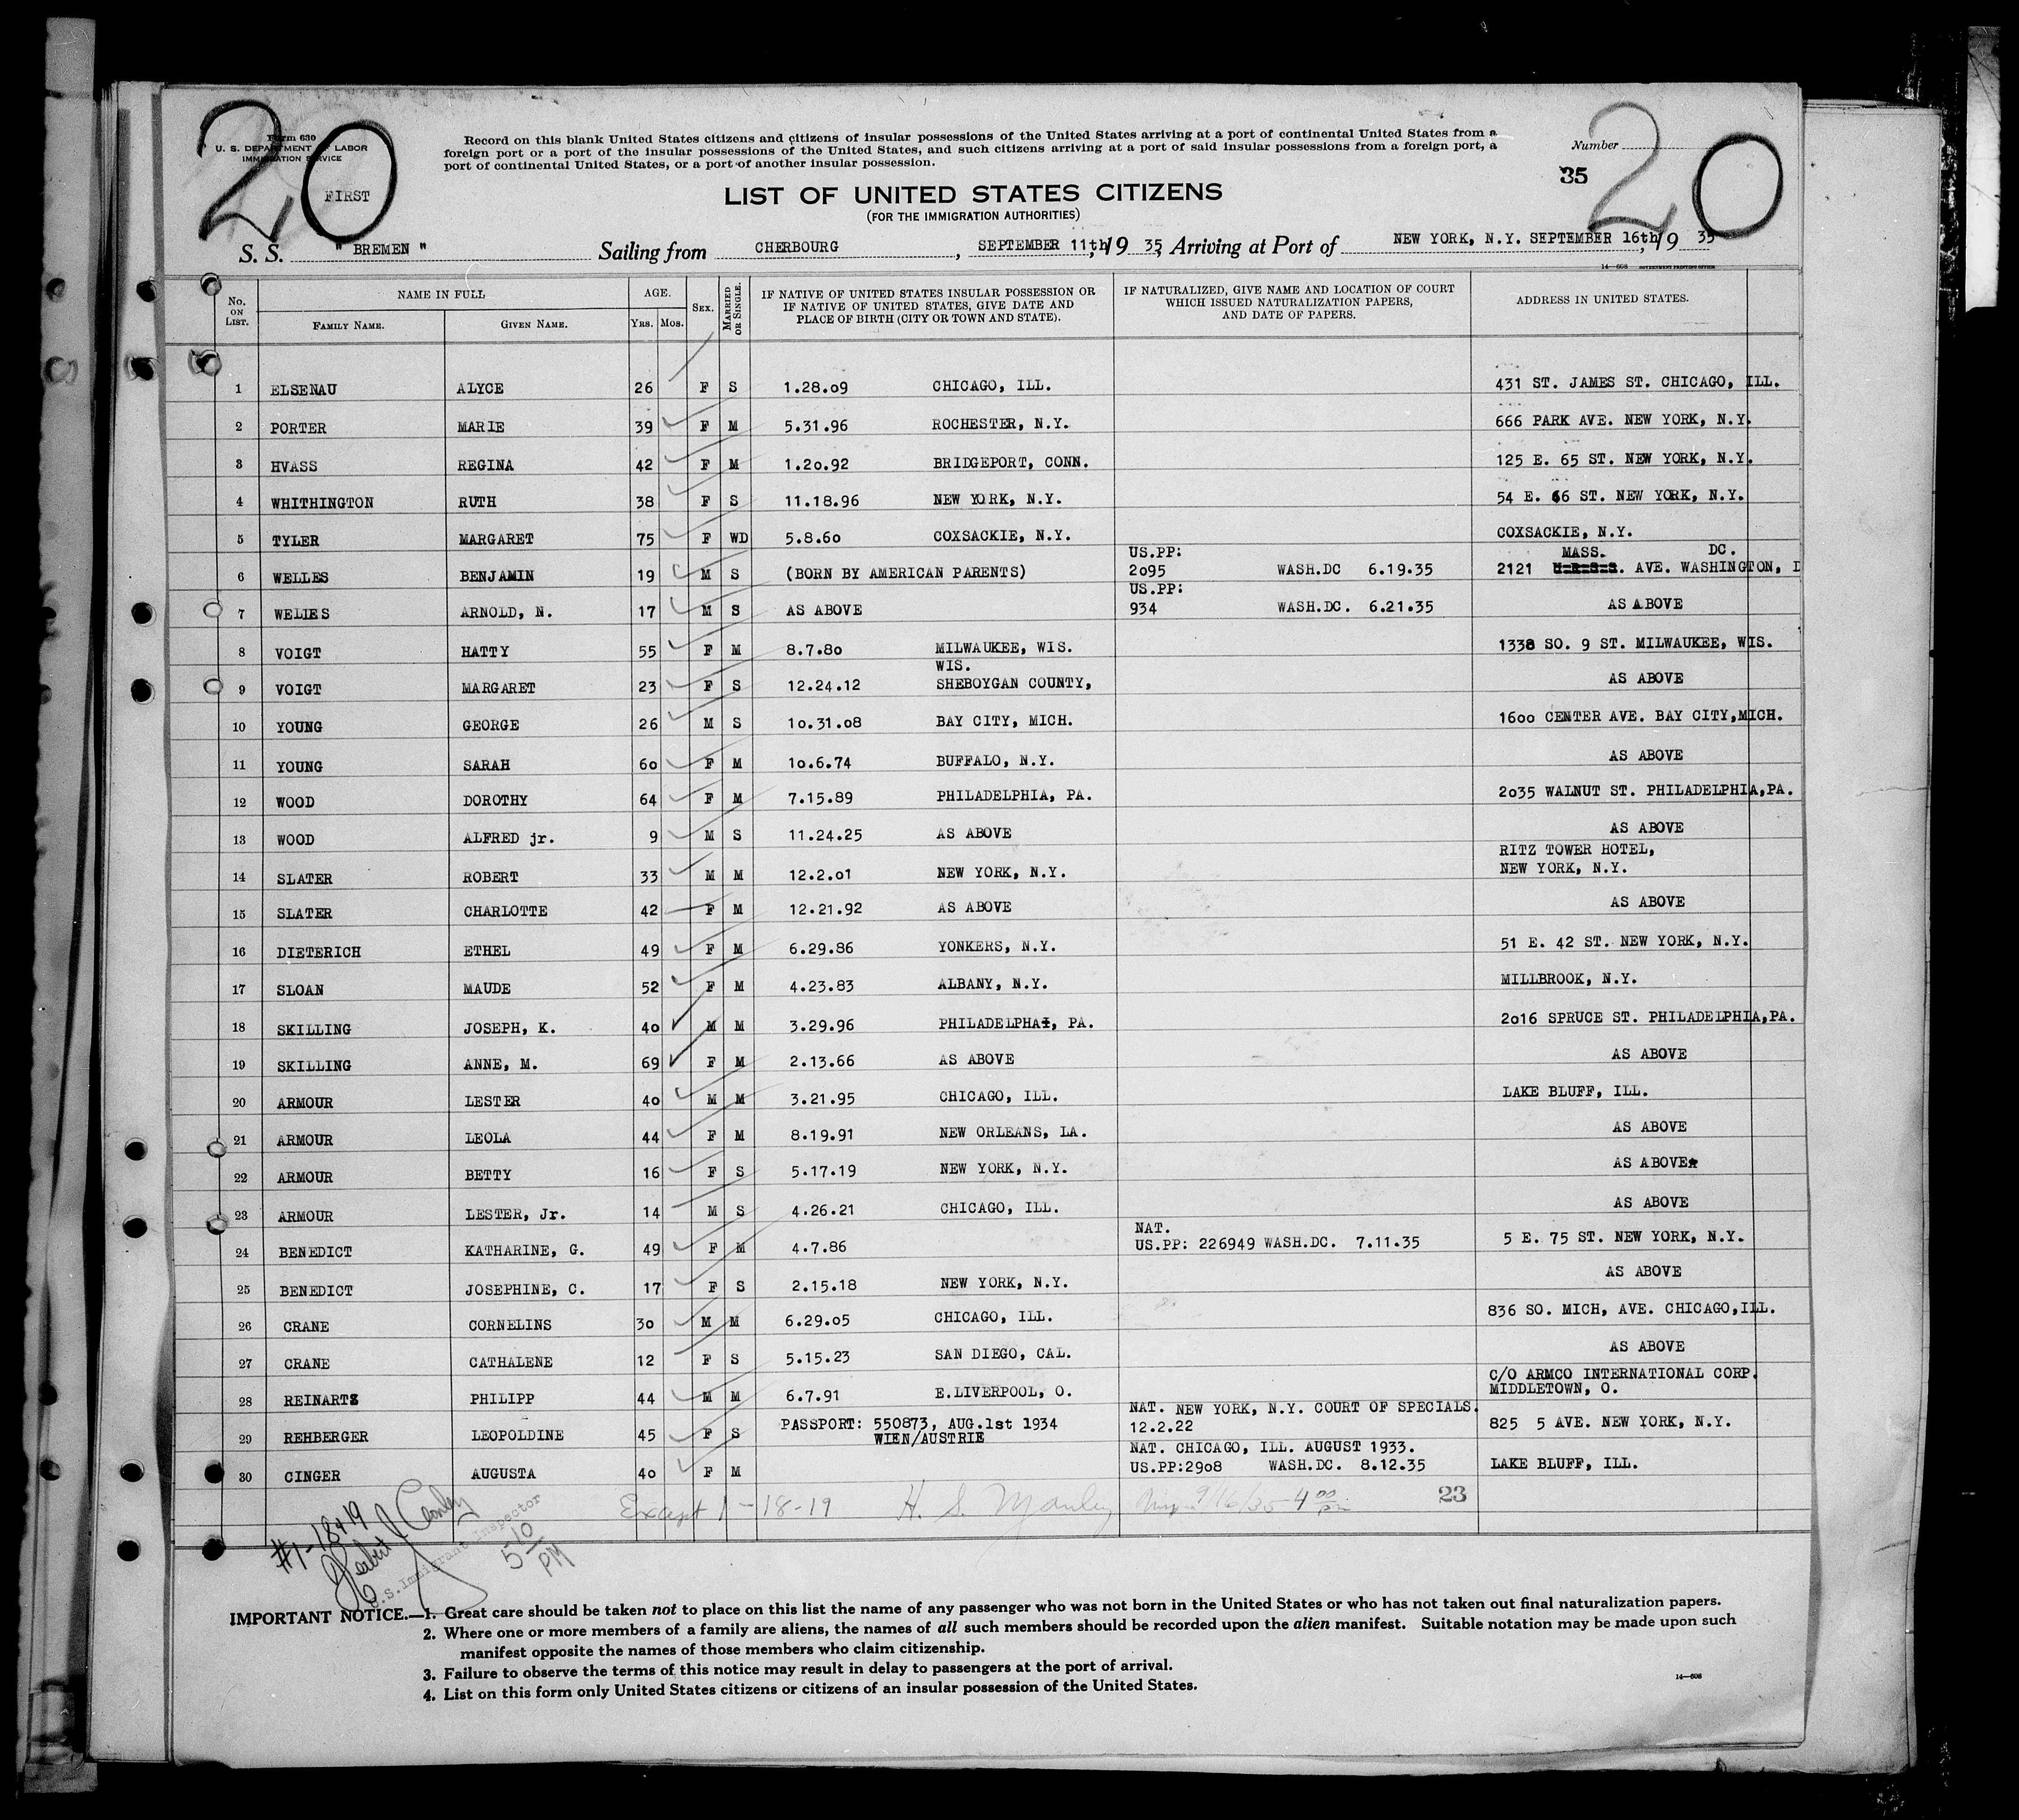 20 20
Form 630
U. S. DEPARTMENT OF LABOR
IMMIGRATION SERVICE
FIRST
Record on this blank United States citizens and citizens of insular possessions of the United States arriving at a port of continental United States from a
foreign port or a port of the insular possessions of the United States, and such citizens arriving at a port of said insular possessions from a foreign port, a
port of continental United States, or a port of another insular possession.
Number
35
LIST OF UNITED STATES CITIZENS
(FOR THE IMMIGRATION AUTHORITIES)
S. S. " BREMEN " Sailing from CHERBOURG, SEPTEMBER 11th, 19 35, Arriving at Port of NEW YORK, N.Y. SEPTEMBER 16th, 19 35
14—608 GOVERNMENT PRINTING OFFICE
No. ON LIST. NAME IN FULL FAMILY NAME. GIVEN NAME. AGE. YRS. MOS. SEX. MARRIED OR SINGLE. IF NATIVE OF UNITED STATES INSULAR POSSESSION OR IF NATIVE OF UNITED STATES, GIVE DATE AND PLACE OF BIRTH (CITY OR TOWN AND STATE). IF NATURALIZED, GIVE NAME AND LOCATION OF COURT WHICH ISSUED NATURALIZATION PAPERS, AND DATE OF PAPERS. ADDRESS IN UNITED STATES.
1 ELSENAU ALYCE 26 F S 1.28.09 CHICAGO, ILL. 431 ST. JAMES ST. CHICAGO, ILL.
2 PORTER MARIE 39 F M 5.31.96 ROCHESTER, N.Y. 666 PARK AVE. NEW YORK, N.Y.
3 HVASS REGINA 42 F M 1.20.92 BRIDGEPORT, CONN. 125 E. 65 ST. NEW YORK, N.Y.
4 WHITHINGTON RUTH 38 F S 11.18.96 NEW YORK, N.Y. 54 E. 66 ST. NEW YORK, N.Y.
5 TYLER MARGARET 75 F WD 5.8.60 COXSACKIE, N.Y. COXSACKIE, N.Y.
US.PP: MASS. DC.
6 WELLES BENJAMIN 19 M S (BORN BY AMERICAN PARENTS) 2095 WASH.DC 6.19.35 2121 . AVE. WASHINGTON, D
US.PP:
7 WELLES ARNOLD, N. 17 M S AS ABOVE 934 WASH.DC. 6.21.35 AS ABOVE
8 VOIGT HATTY 55 F M 8.7.80 MILWAUKEE, WIS. 1338 SO. 9 ST. MILWAUKEE, WIS.
WIS.
9 VOIGT MARGARET 23 F S 12.24.12 SHEBOYGAN COUNTY, AS ABOVE
10 YOUNG GEORGE 26 M S 10.31.08 BAY CITY, MICH. 1600 CENTER AVE. BAY CITY,MICH.
11 YOUNG SARAH 60 F M 10.6.74 BUFFALO, N.Y. AS ABOVE
12 WOOD DOROTHY 64 F M 7.15.89 PHILADELPHIA, PA. 2035 WALNUT ST. PHILADELPHIA,PA.
13 WOOD ALFRED jr. 9 M S 11.24.25 AS ABOVE AS ABOVE
RITZ TOWER HOTEL,
14 SLATER ROBERT 33 M M 12.2.01 NEW YORK, N.Y. NEW YORK, N.Y.
15 SLATER CHARLOTTE 42 F M 12.21.92 AS ABOVE AS ABOVE
16 DIETERICH ETHEL 49 F M 6.29.86 YONKERS, N.Y. 51 E. 42 ST. NEW YORK, N.Y.
17 SLOAN MAUDE 52 F M 4.23.83 ALBANY, N.Y. MILLBROOK, N.Y.
18 SKILLING JOSEPH, K. 40 M M 3.29.96 PHILADELPHAI, PA. 2016 SPRUCE ST. PHILADELPHIA,PA.
19 SKILLING ANNE, M. 69 F M 2.13.66 AS ABOVE AS ABOVE
20 ARMOUR LESTER 40 M M 3.21.95 CHICAGO, ILL. LAKE BLUFF, ILL.
21 ARMOUR LEOLA 44 F M 8.19.91 NEW ORLEANS, LA. AS ABOVE
22 ARMOUR BETTY 16 F S 5.17.19 NEW YORK, N.Y. AS ABOVE
23 ARMOUR LESTER, Jr. 14 M S 4.26.21 CHICAGO, ILL. AS ABOVE
NAT.
24 BENEDICT KATHARINE, G. 49 F M 4.7.86 US.PP: 226949 WASH.DC. 7.11.35 5 E. 75 ST. NEW YORK, N.Y.
25 BENEDICT JOSEPHINE, C. 17 F S 2.15.18 NEW YORK, N.Y. AS ABOVE
26 CRANE CORNELINS 30 M M 6.29.05 CHICAGO, ILL. 836 SO. MICH, AVE. CHICAGO,ILL.
27 CRANE CATHALENE 12 F S 5.15.23 SAN DIEGO, CAL. AS ABOVE
C/O ARMCO INTERNATIONAL CORP.
28 REINARTZ PHILIPP 44 M M 6.7.91 E.LIVERPOOL, O. MIDDLETOWN, O.
NAT. NEW YORK, N.Y. COURT OF SPECIALS.
29 REHBERGER LEOPOLDINE 45 F S PASSPORT: 550873, AUG.1st 1934 WIEN/AUSTRIE 12.2.22 825 5 AVE. NEW YORK, N.Y.
NAT. CHICAGO, ILL. AUGUST 1933.
30 CINGER AUGUSTA 40 F M US.PP:2908 WASH.DC. 8.12.35 LAKE BLUFF, ILL.
Except 1-18-19 H. S. Manley 9/16/35 4 00 pm 23
#1-18+19
Herbert J Conley
U.S. Immigrant Inspector
5 10 PM
IMPORTANT NOTICE.—1. Great care should be taken not to place on this list the name of any passenger who was not born in the United States or who has not taken out final naturalization papers.
2. Where one or more members of a family are aliens, the names of all such members should be recorded upon the alien manifest. Suitable notation may be made upon such
manifest opposite the names of those members who claim citizenship.
3. Failure to observe the terms of this notice may result in delay to passengers at the port of arrival.
4. List on this form only United States citizens or citizens of an insular possession of the United States.
14—608